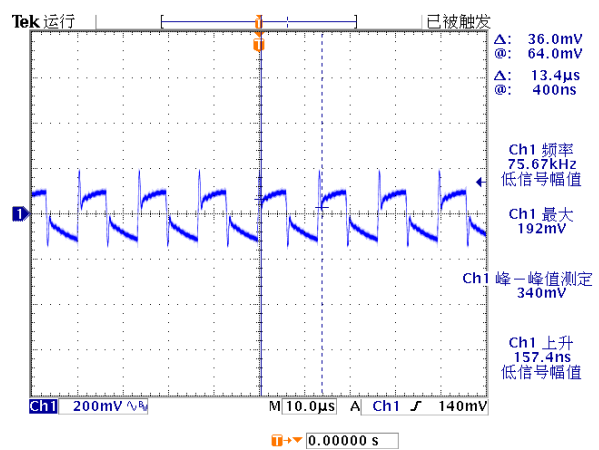 Tek 运行
已被触发
T
T
Δ: 36.0mV
@: 64.0mV
Δ: 13.4µs
@: 400ns
Ch1 频率
75.67kHz
低信号幅值
1
Ch1 最大
192mV
Ch1 峰－峰值测定
340mV
Ch1 上升
157.4ns
低信号幅值
Ch1 200mV ∿BW M 10.0µs A Ch1 ƒ 140mV
T→▼ 0.00000 s